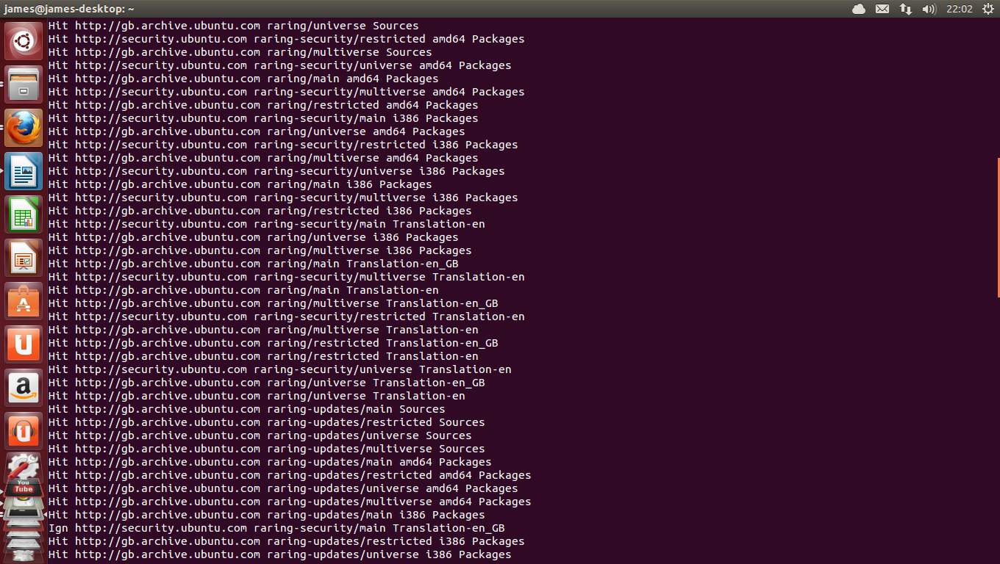 james@james-desktop: ~
22:02
Hit http://gb.archive.ubuntu.com raring/universe Sources
Hit http://security.ubuntu.com raring-security/restricted amd64 Packages
Hit http://gb.archive.ubuntu.com raring/multiverse Sources
Hit http://security.ubuntu.com raring-security/universe amd64 Packages
Hit http://gb.archive.ubuntu.com raring/main amd64 Packages
Hit http://security.ubuntu.com raring-security/multiverse amd64 Packages
Hit http://gb.archive.ubuntu.com raring/restricted amd64 Packages
Hit http://security.ubuntu.com raring-security/main i386 Packages
Hit http://gb.archive.ubuntu.com raring/universe amd64 Packages
Hit http://security.ubuntu.com raring-security/restricted i386 Packages
Hit http://gb.archive.ubuntu.com raring/multiverse amd64 Packages
Hit http://security.ubuntu.com raring-security/universe i386 Packages
Hit http://gb.archive.ubuntu.com raring/main i386 Packages
Hit http://security.ubuntu.com raring-security/multiverse i386 Packages
Hit http://gb.archive.ubuntu.com raring/restricted i386 Packages
Hit http://security.ubuntu.com raring-security/main Translation-en
Hit http://gb.archive.ubuntu.com raring/universe i386 Packages
Hit http://gb.archive.ubuntu.com raring/multiverse i386 Packages
Hit http://gb.archive.ubuntu.com raring/main Translation-en_GB
Hit http://security.ubuntu.com raring-security/multiverse Translation-en
Hit http://gb.archive.ubuntu.com raring/main Translation-en
Hit http://gb.archive.ubuntu.com raring/multiverse Translation-en_GB
Hit http://security.ubuntu.com raring-security/restricted Translation-en
Hit http://gb.archive.ubuntu.com raring/multiverse Translation-en
Hit http://gb.archive.ubuntu.com raring/restricted Translation-en_GB
Hit http://gb.archive.ubuntu.com raring/restricted Translation-en
Hit http://security.ubuntu.com raring-security/universe Translation-en
Hit http://gb.archive.ubuntu.com raring/universe Translation-en_GB
Hit http://gb.archive.ubuntu.com raring/universe Translation-en
Hit http://gb.archive.ubuntu.com raring-updates/main Sources
Hit http://gb.archive.ubuntu.com raring-updates/restricted Sources
Hit http://gb.archive.ubuntu.com raring-updates/universe Sources
Hit http://gb.archive.ubuntu.com raring-updates/multiverse Sources
Hit http://gb.archive.ubuntu.com raring-updates/main amd64 Packages
Hit http://gb.archive.ubuntu.com raring-updates/restricted amd64 Packages
Hit http://gb.archive.ubuntu.com raring-updates/universe amd64 Packages
Hit http://gb.archive.ubuntu.com raring-updates/multiverse amd64 Packages
Hit http://gb.archive.ubuntu.com raring-updates/main i386 Packages
Ign http://security.ubuntu.com raring-security/main Translation-en_GB
Hit http://gb.archive.ubuntu.com raring-updates/restricted i386 Packages
Hit http://gb.archive.ubuntu.com raring-updates/universe i386 Packages
You
Tube